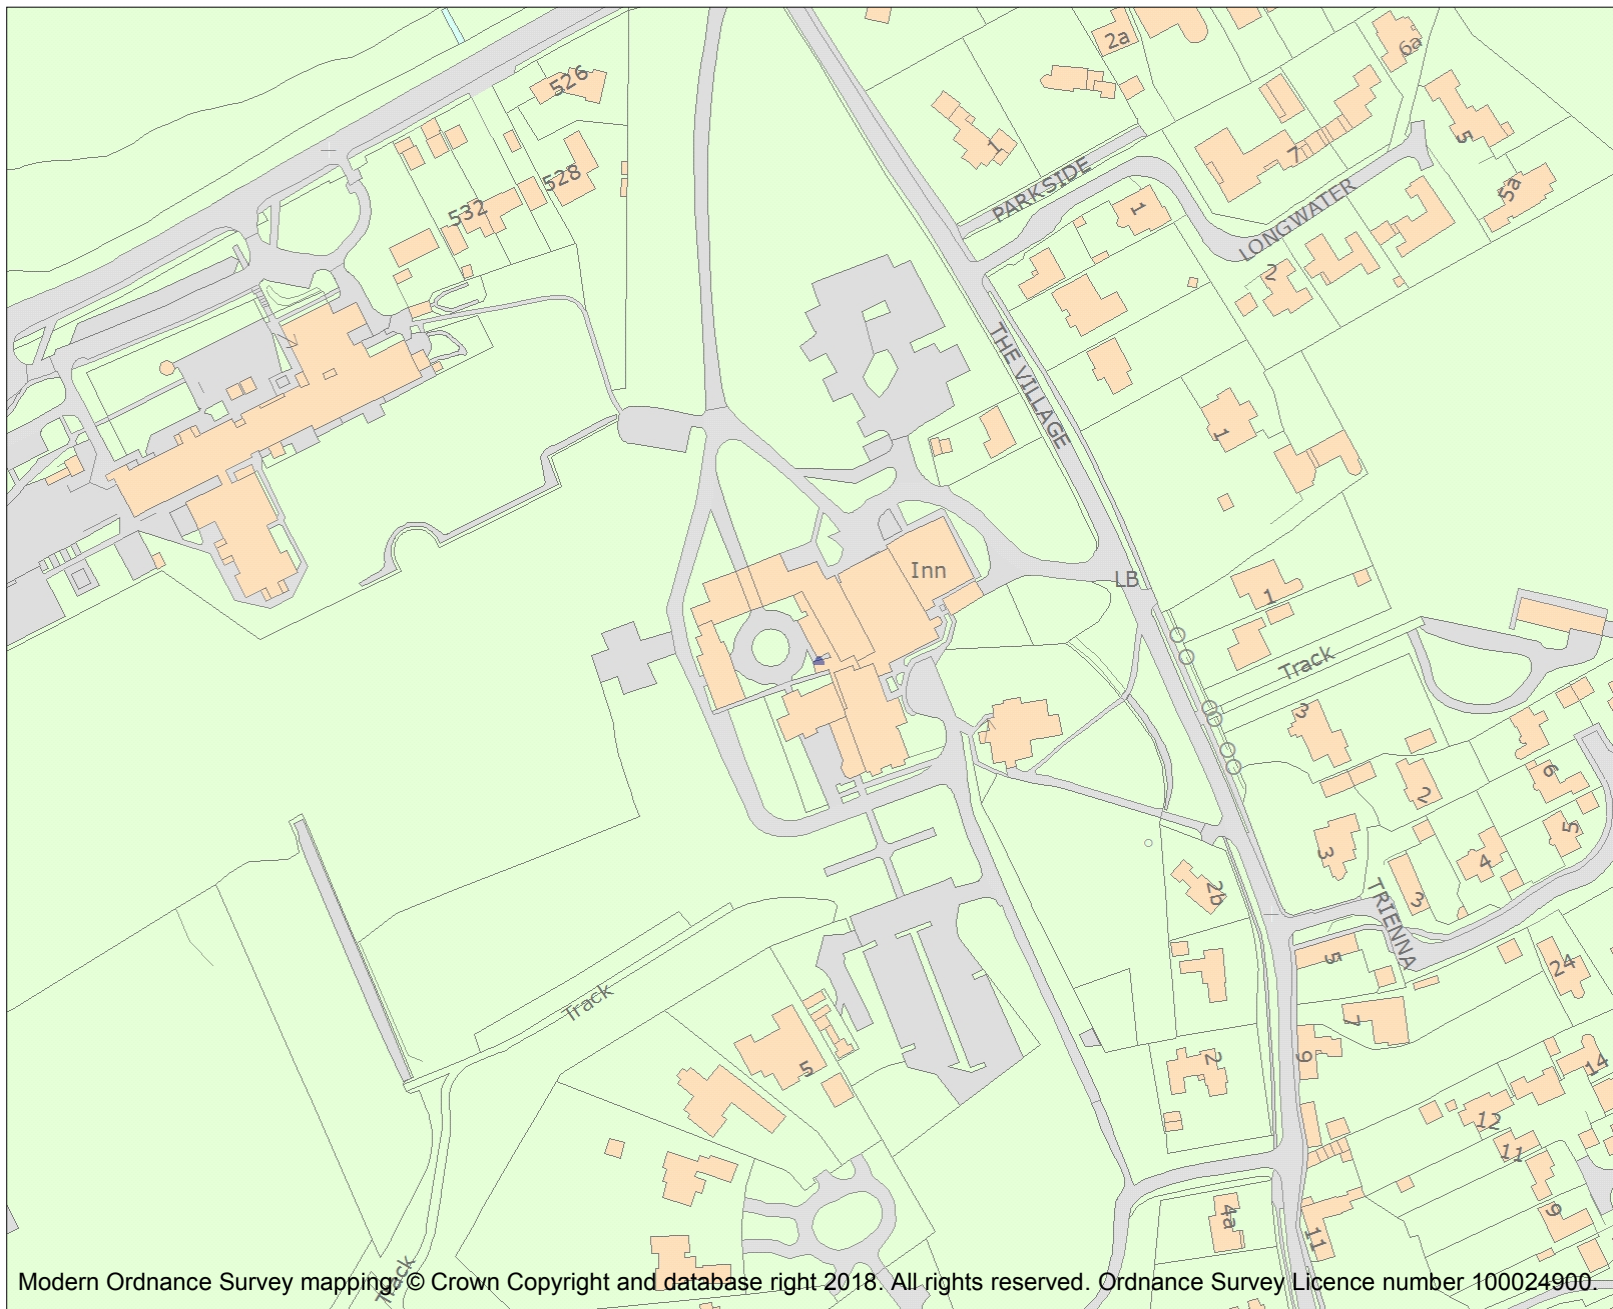 2a
6a
526
1
7
5
528
PARKSIDE
5a
532
1
LONGWATER
2
THE VILLAGE
1
Inn
LB
1
Track
3
6
2
5
3
4
2b
3
TRIENNA
5
24
Track
7
5
2
9
14
12
11
4a
9
11
Track
Modern Ordnance Survey mapping: © Crown Copyright and database right 2018. All rights reserved. Ordnance Survey Licence number 100024900.